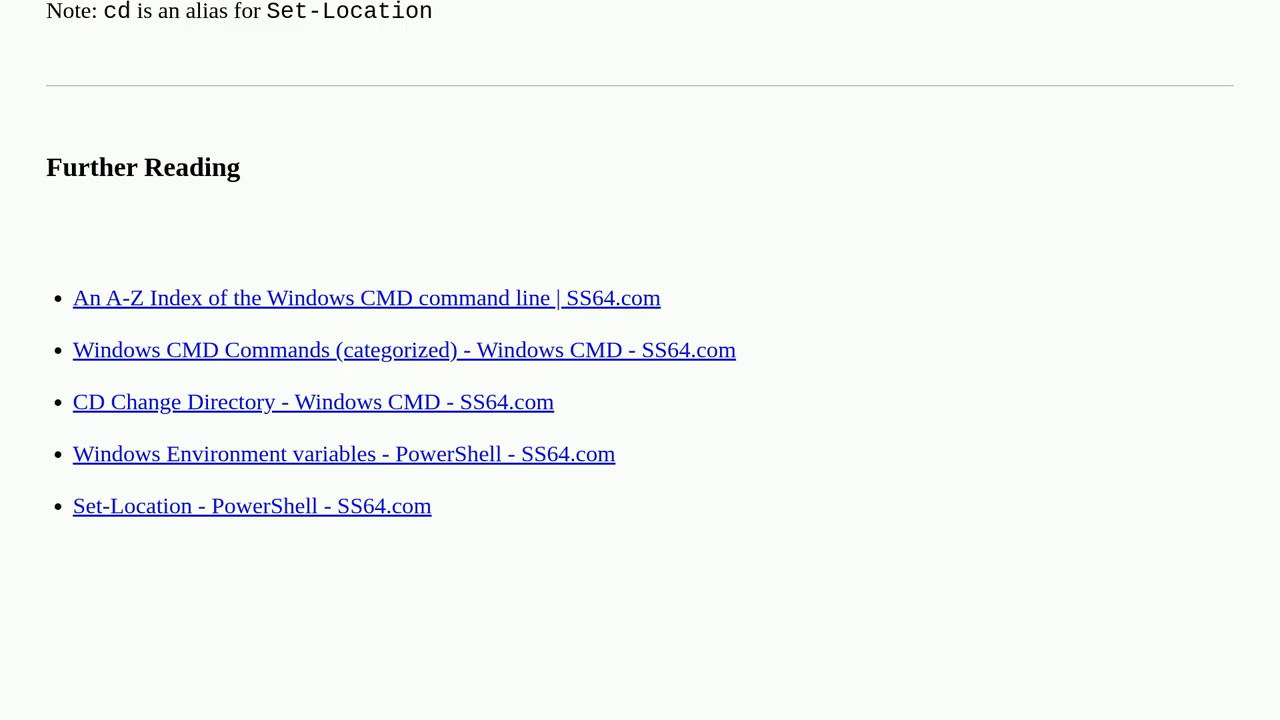 Note: cd is an alias for Set-Location
Further Reading
An A-Z Index of the Windows CMD command line | SS64.com
Windows CMD Commands (categorized) - Windows CMD - SS64.com
CD Change Directory - Windows CMD - SS64.com
Windows Environment variables - PowerShell - SS64.com
Set-Location - PowerShell - SS64.com